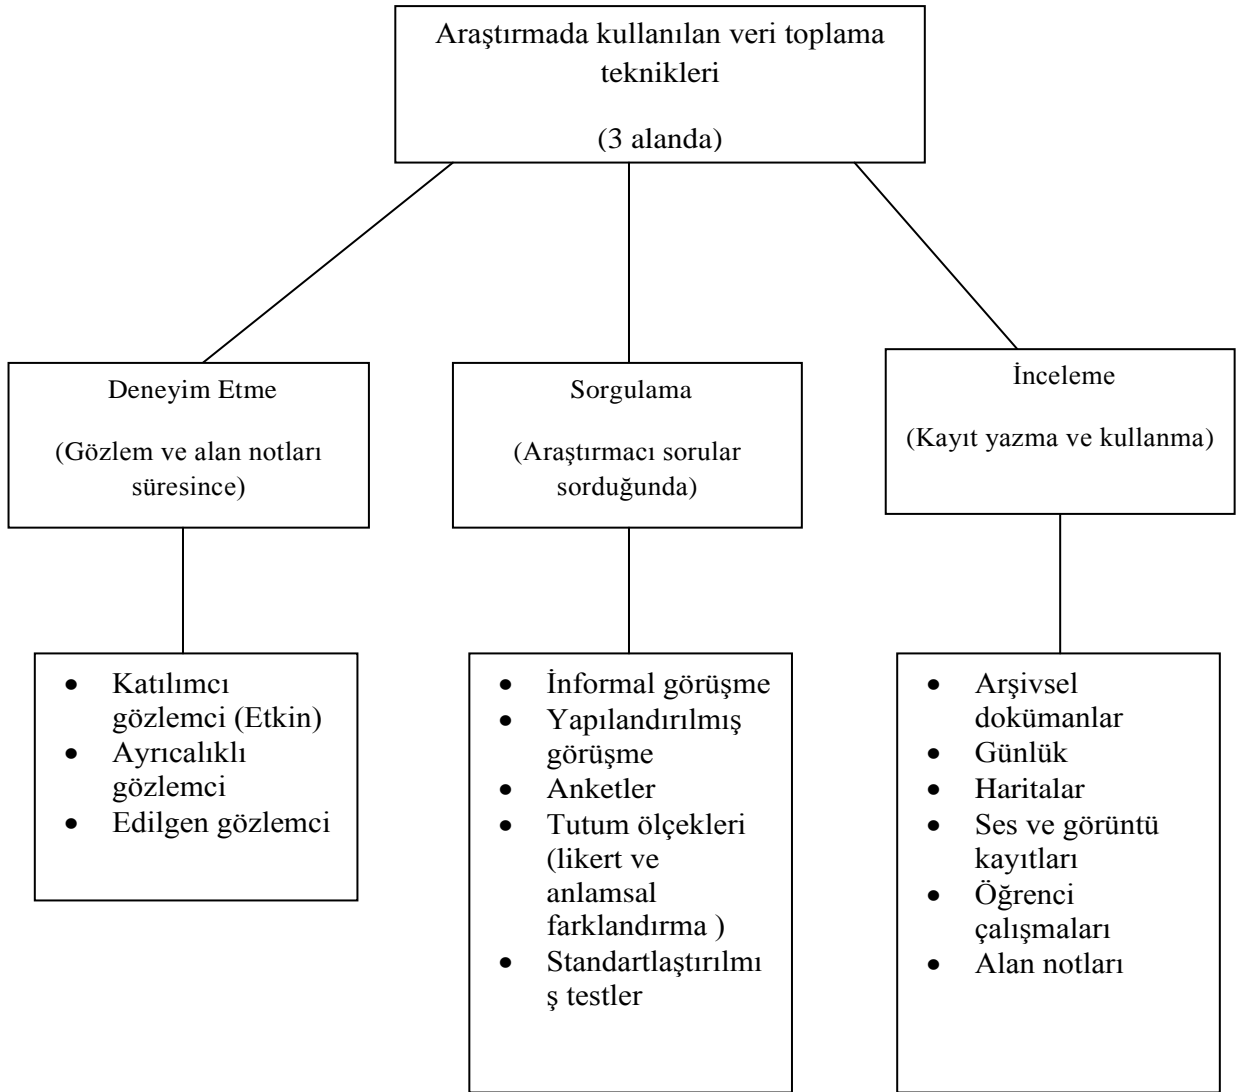 Araştırmada kullanılan veri toplama
teknikleri
(3 alanda)
Deneyim Etme
(Gözlem ve alan notları
süresince)
Sorgulama
(Araştırmacı sorular
sorduğunda)
İnceleme
(Kayıt yazma ve kullanma)
• Katılımcı
gözlemci (Etkin)
• Ayrıcalıklı
gözlemci
• Edilgen gözlemci
• İnformal görüşme
• Yapılandırılmış
görüşme
• Anketler
• Tutum ölçekleri
(likert ve
anlamsal
farklandırma )
• Standartlaştırılmı
ş testler
• Arşivsel
dokümanlar
• Günlük
• Haritalar
• Ses ve görüntü
kayıtları
• Öğrenci
çalışmaları
• Alan notları